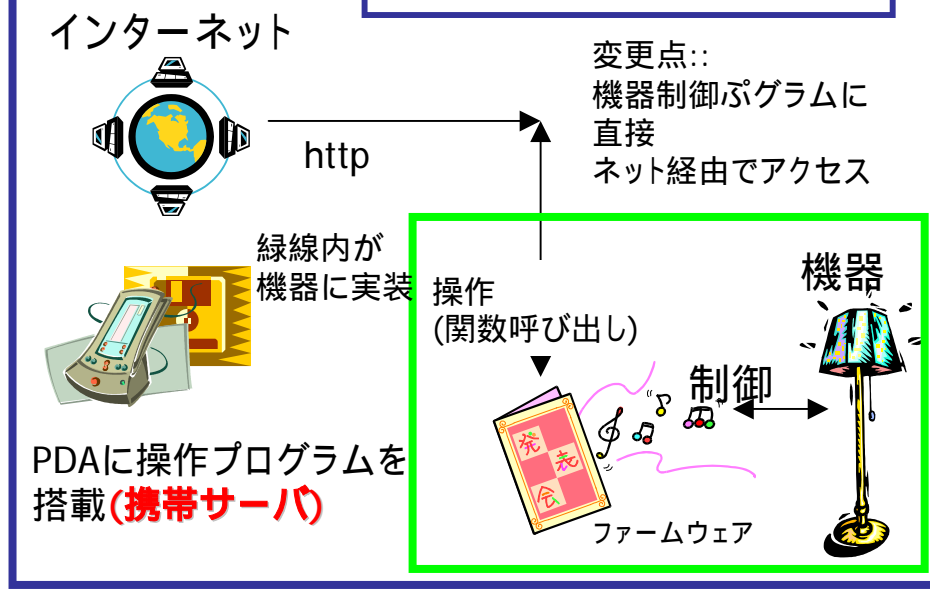 インターネット
変更点::
機器制御ぷグラムに
直接
ネット経由でアクセス
http
緑線内が
機器に実装
操作
(関数呼び出し)
機器
制御
発表会
ファームウェア
PDAに操作プログラムを
搭載(携帯サーバ)